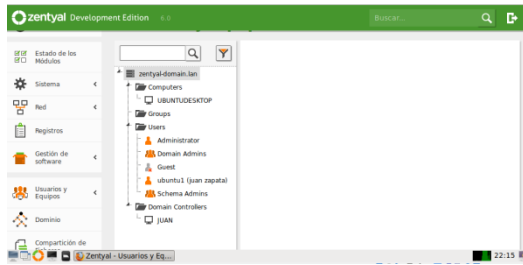 zentyal Development Edition 6.0
Buscar...
Estado de los
Módulos
Sistema
Red
Registros
Gestión de
software
Usuarios y
Equipos
Dominio
Compartición de
zentyal-domain.lan
Computers
UBUNTUDESKTOP
Groups
Users
Administrator
Domain Admins
Guest
ubuntu1 (juan zapata)
Schema Admins
Domain Controllers
JUAN
Zentyal - Usuarios y Eq...
22:15